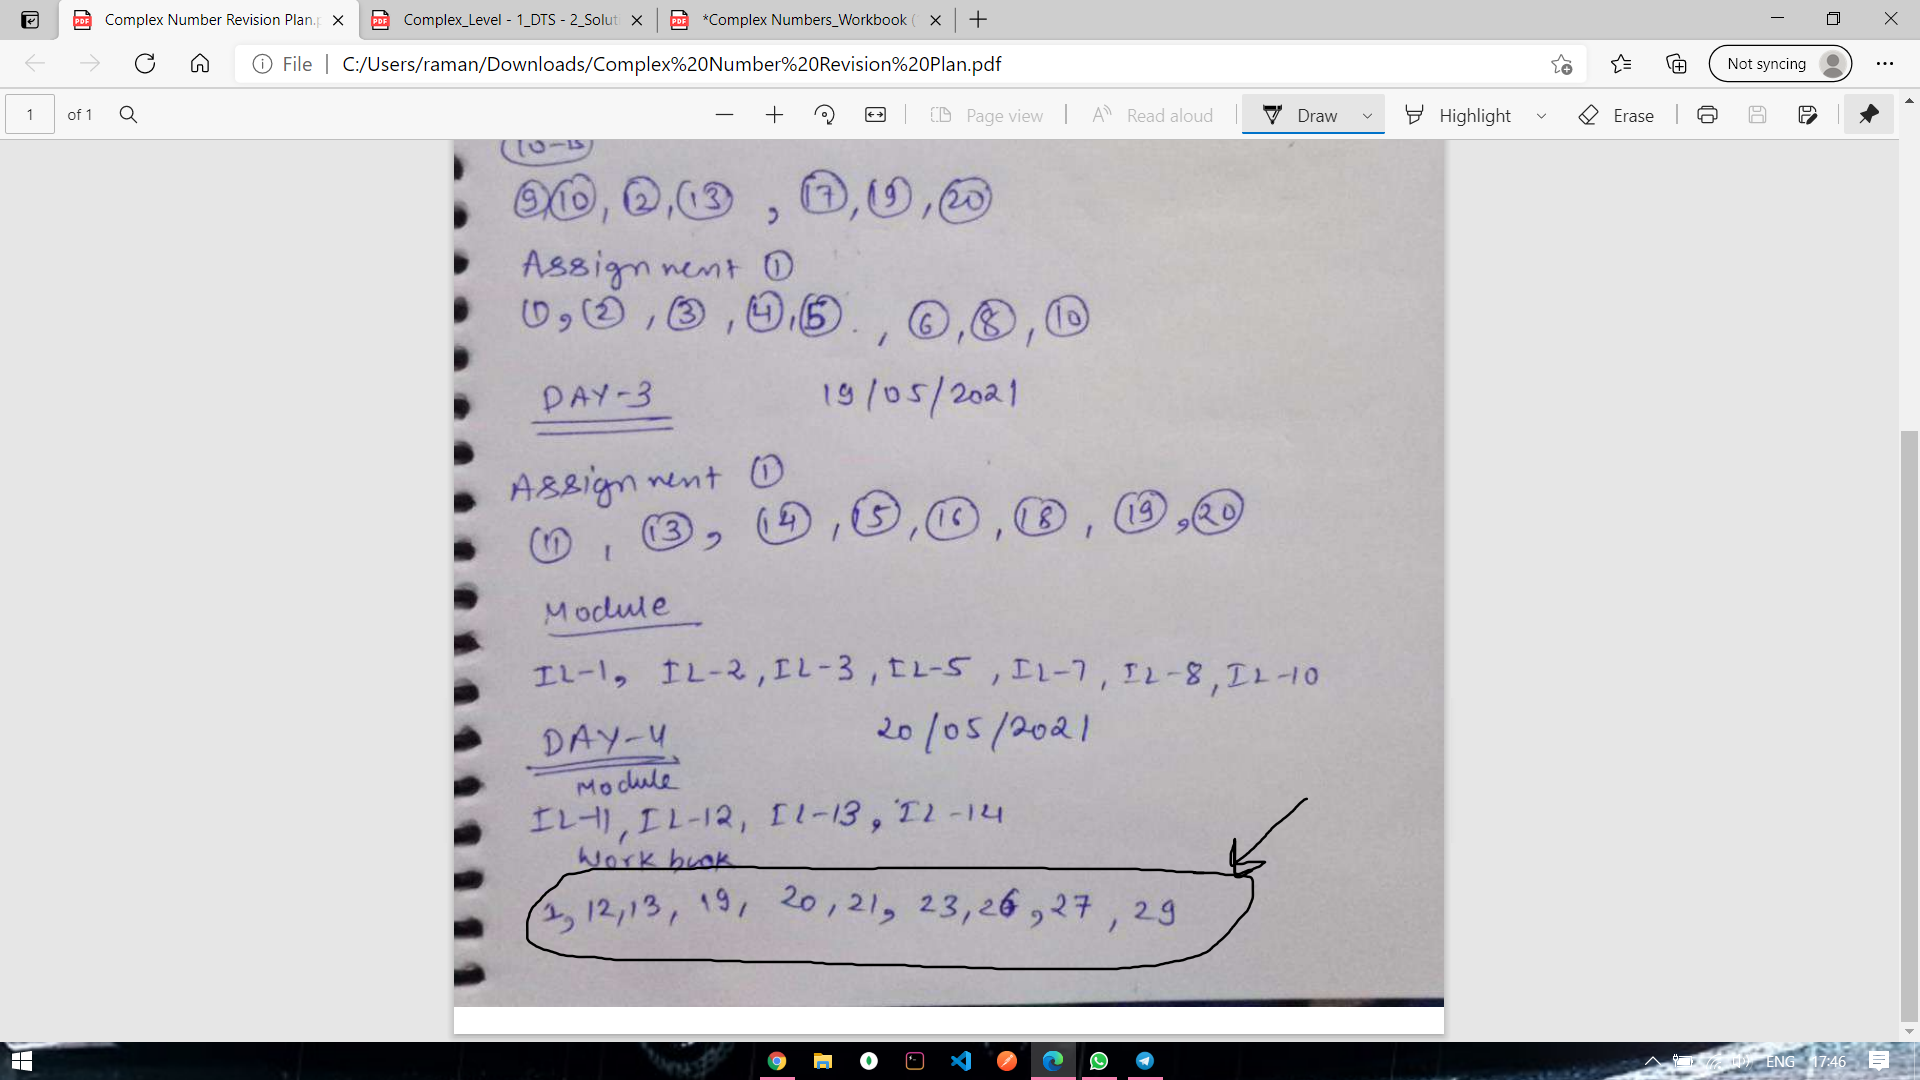 Complex Number Revision Plan.p
Complex_Level - 1_DTS - 2_Solut
*Complex Numbers_Workbook (
File
C:/Users/raman/Downloads/Complex%20Number%20Revision%20Plan.pdf
Not syncing
1 of 1
Page view
Read aloud
Draw
Highlight
Erase
9, 10, 2, 13, 17, 19, 20
Assignment 1
1, 2, 3, 4, 5, 6, 8, 10
DAY-3 19/05/2021
Assignment 1
11, 13, 14, 15, 16, 18, 19, 20
Module
IL-1, IL-2, IL-3, IL-5, IL-7, IL-8, IL-10
DAY-4 20/05/2021
Module
IL-11, IL-12, IL-13, IL-14
Work book
1, 12, 13, 19, 20, 21, 23, 26, 27, 29
ENG 17:46